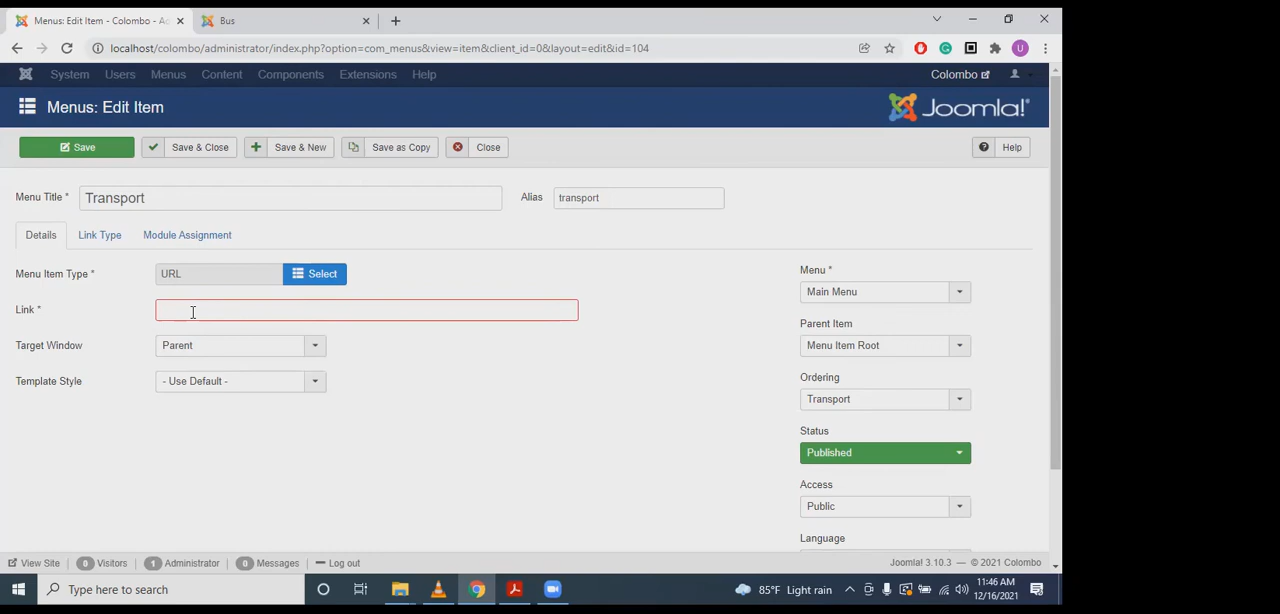 Menus: Edit Item - Colombo - Ad
Bus
localhost/colombo/administrator/index.php?option=com_menus&view=item&client_id=0&layout=edit&id=104
U
System Users Menus Content Components Extensions Help
Colombo
Menus: Edit Item
Joomla!
Save
Save & Close
Save & New
Save as Copy
Close
Help
Menu Title *
Transport
Alias
transport
Details
Link Type
Module Assignment
Menu Item Type *
URL
Select
Menu *
Main Menu
Link *
Parent Item
Target Window
Parent
Menu Item Root
Template Style
- Use Default -
Ordering
Transport
Status
Published
Access
Public
Language
View Site
0 Visitors
1 Administrator
0 Messages
Log out
Joomla! 3.10.3 — © 2021 Colombo
Type here to search
85°F Light rain
11:46 AM
12/16/2021